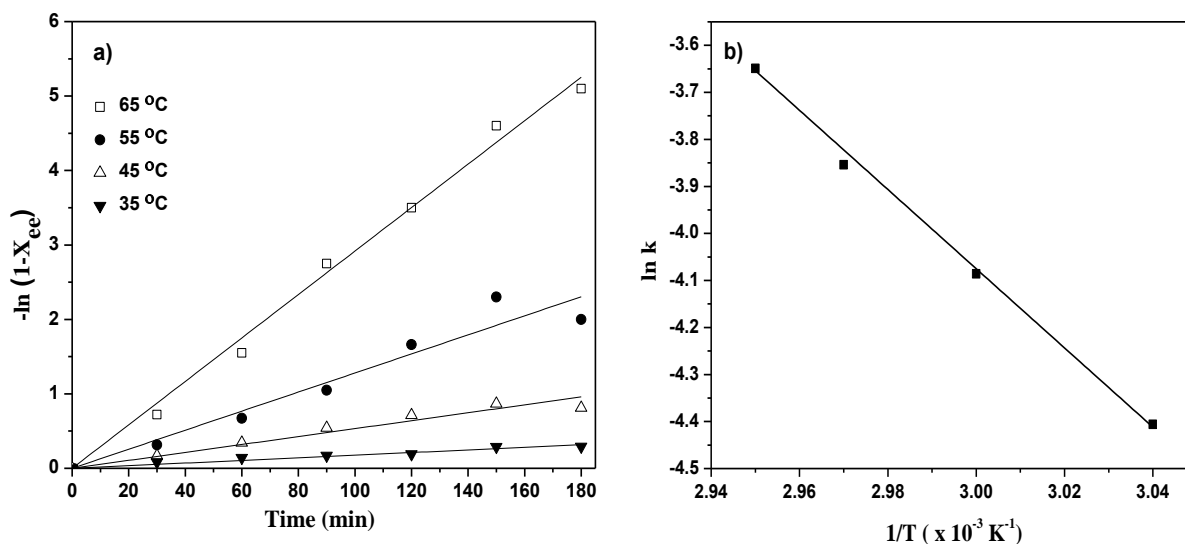 a)
65 °C
55 °C
45 °C
35 °C
-ln (1-Xee)
6
5
4
3
2
1
0
0 20 40 60 80 100 120 140 160 180
Time (min)
b)
ln k
-3.6
-3.7
-3.8
-3.9
-4.0
-4.1
-4.2
-4.3
-4.4
-4.5
2.94 2.96 2.98 3.00 3.02 3.04
1/T ( x 10⁻³ K⁻¹)